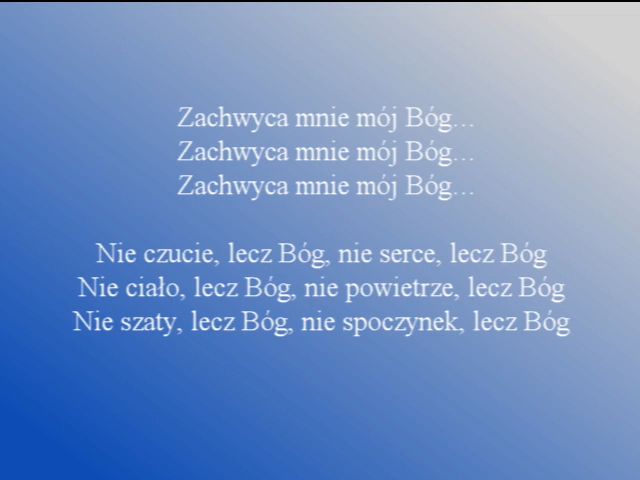 Zachwyca mnie mój Bóg...
Zachwyca mnie mój Bóg...
Zachwyca mnie mój Bóg...
Nie czucie, lecz Bóg, nie serce, lecz Bóg
Nie ciało, lecz Bóg, nie powietrze, lecz Bóg
Nie szaty, lecz Bóg, nie spoczynek, lecz Bóg